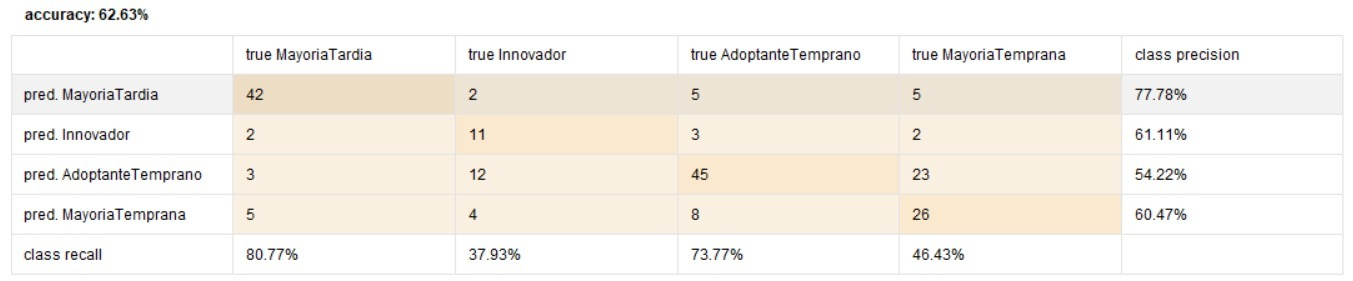 accuracy: 62.63%
true MayoriaTardia true Innovador true AdoptanteTemprano true MayoriaTemprana class precision
pred. MayoriaTardia 42 2 5 5 77.78%
pred. Innovador 2 11 3 2 61.11%
pred. AdoptanteTemprano 3 12 45 23 54.22%
pred. MayoriaTemprana 5 4 8 26 60.47%
class recall 80.77% 37.93% 73.77% 46.43%